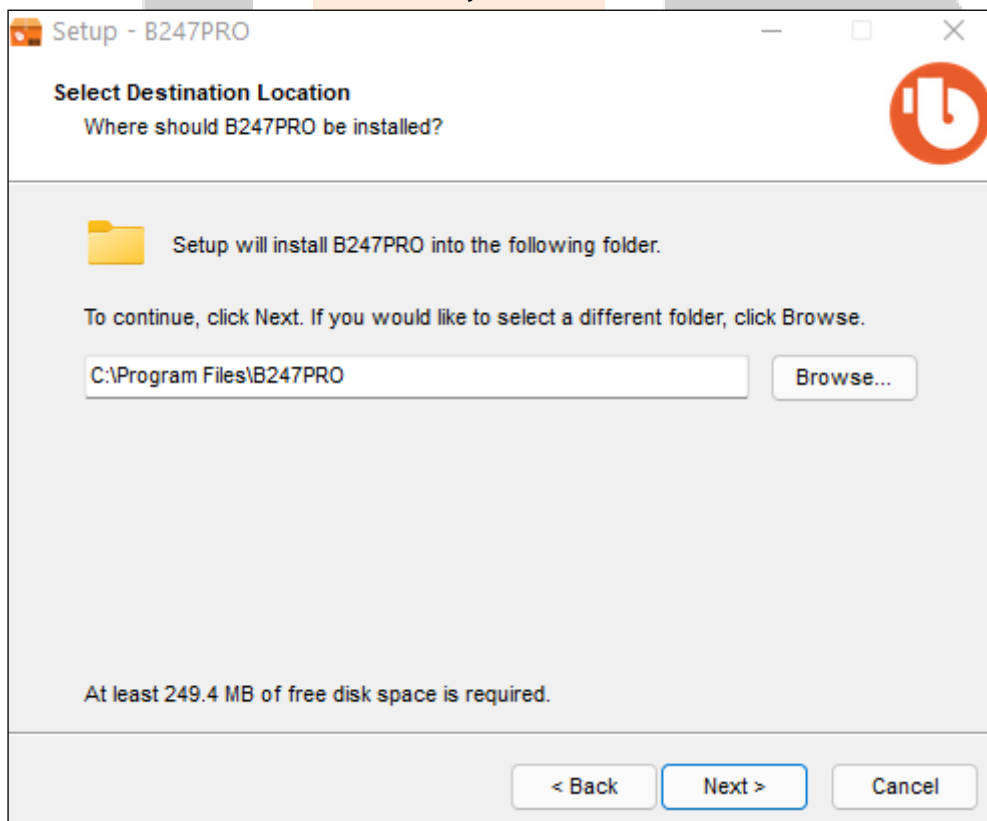 Setup - B247PRO
Select Destination Location
Where should B247PRO be installed?
Setup will install B247PRO into the following folder.
To continue, click Next. If you would like to select a different folder, click Browse.
C:\Program Files\B247PRO
Browse...
At least 249.4 MB of free disk space is required.
< Back
Next >
Cancel